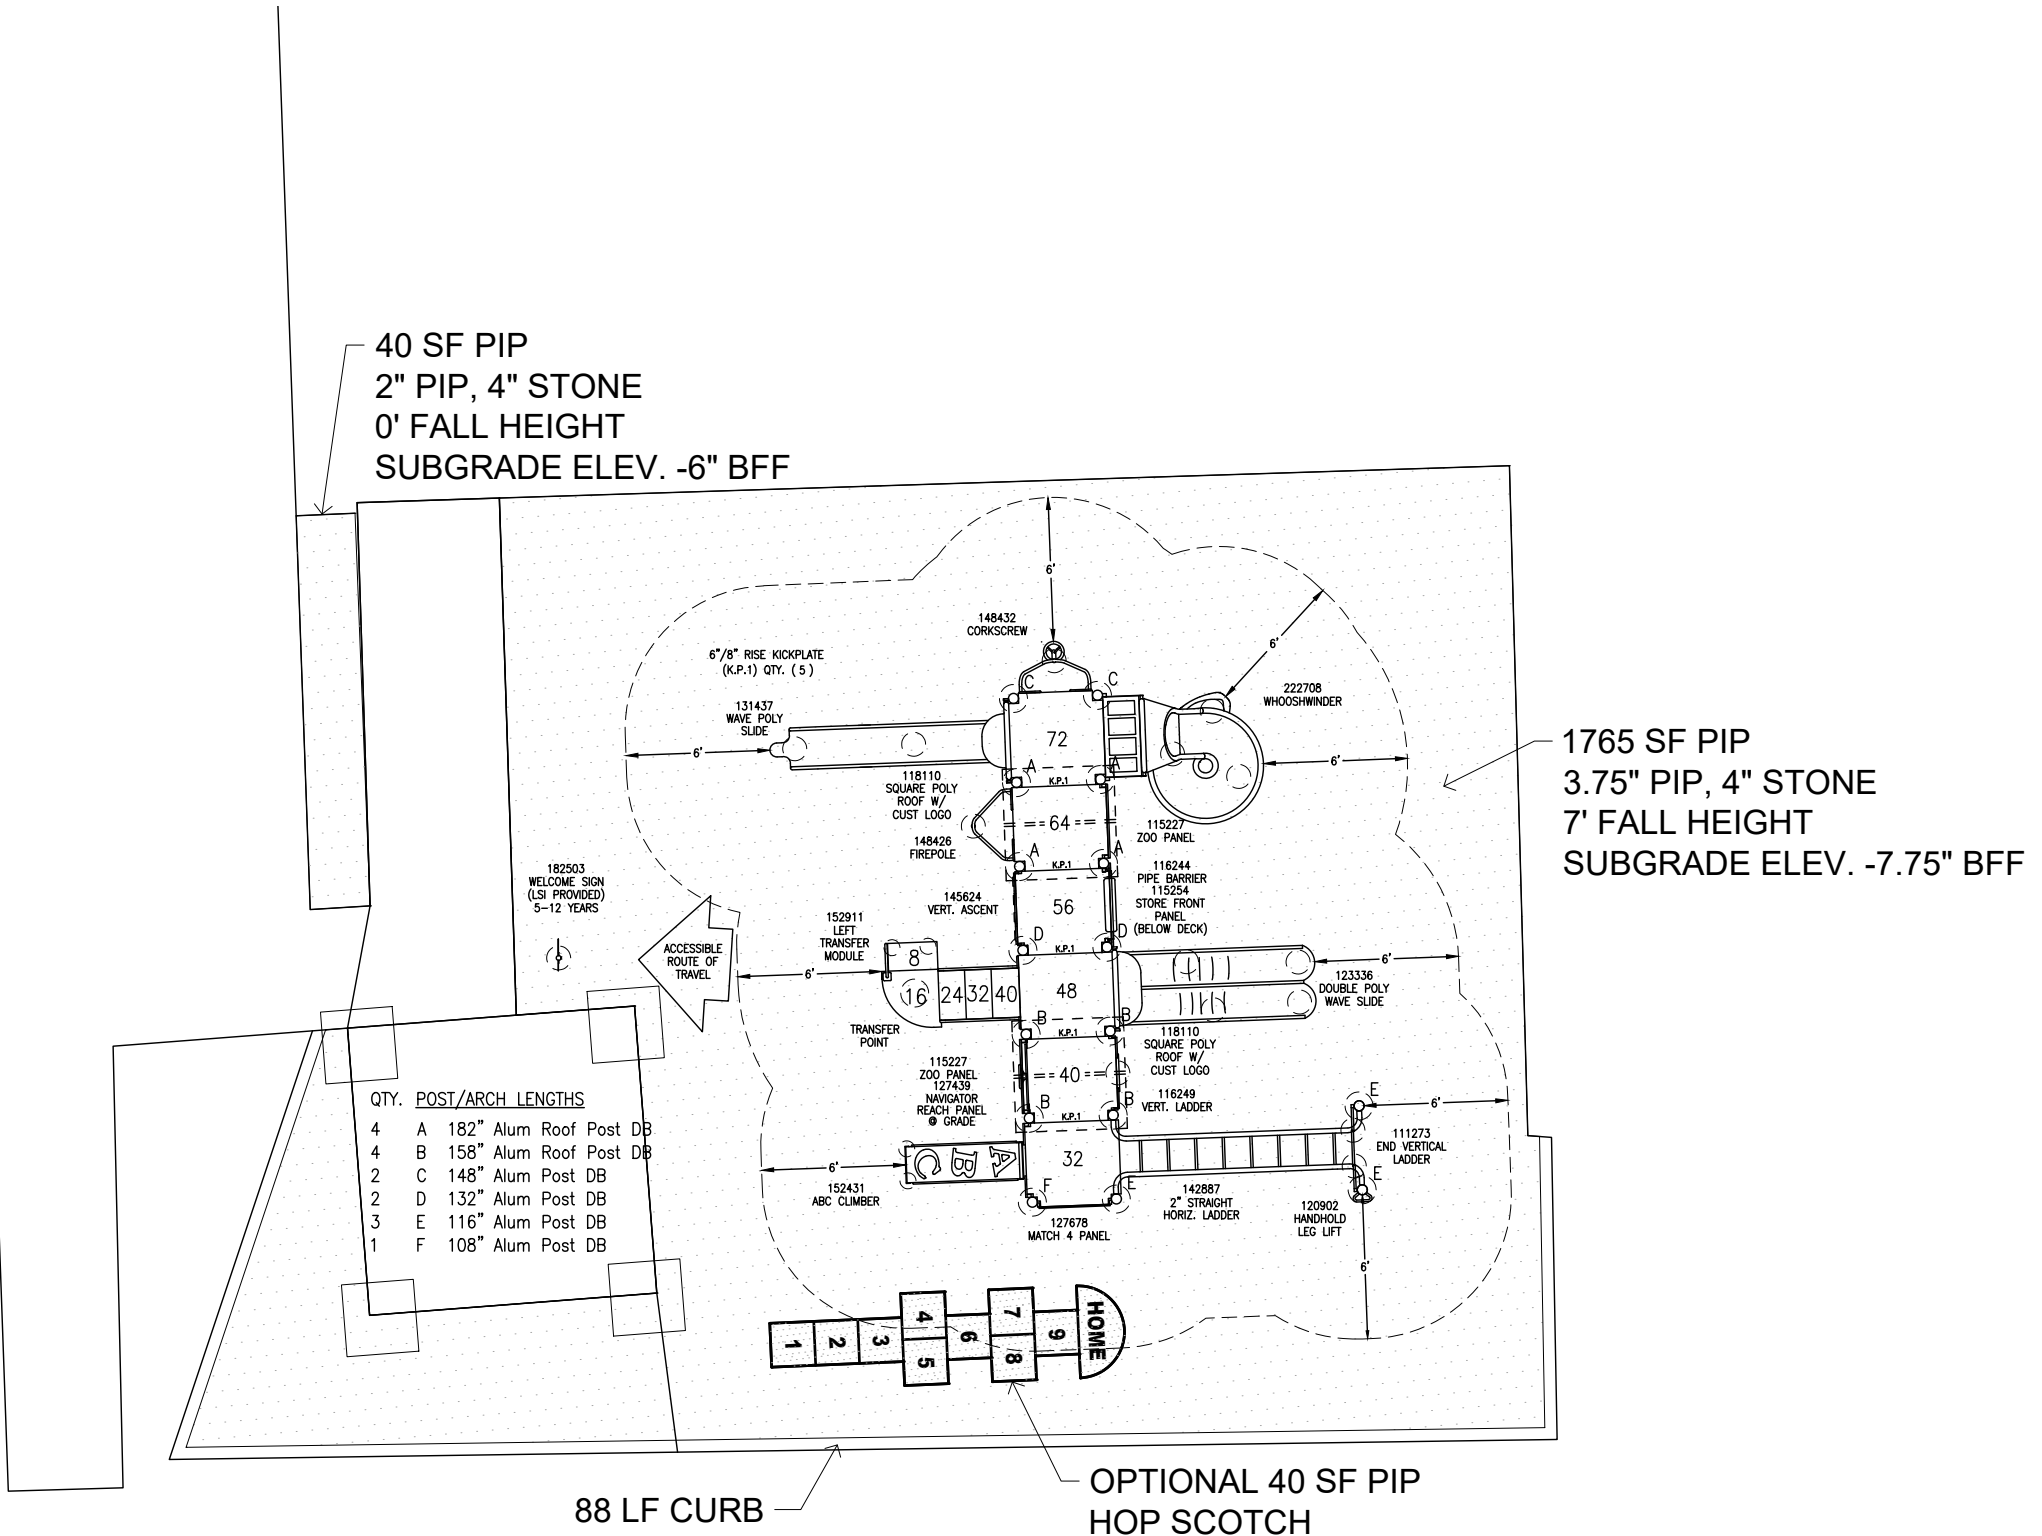 40 SF PIP
2" PIP, 4" STONE
0' FALL HEIGHT
SUBGRADE ELEV. -6" BFF
6'
148432
CORKSCREW
6'
6"/8" RISE KICKPLATE
(K.P.1) QTY. ( 5 )
C
C
222708
WHOOSHWINDER
131437
WAVE POLY
SLIDE
6'
72
6'
1765 SF PIP
3.75" PIP, 4" STONE
7' FALL HEIGHT
SUBGRADE ELEV. -7.75" BFF
A
A
K.P.1
118110
SQUARE POLY
ROOF W/
CUST LOGO
64
115227
ZOO PANEL
148426
FIREPOLE
A
A
K.P.1
116244
PIPE BARRIER
115254
STORE FRONT
PANEL
(BELOW DECK)
182503
WELCOME SIGN
(LSI PROVIDED)
5-12 YEARS
145624
VERT. ASCENT
56
152911
LEFT
TRANSFER
MODULE
ACCESSIBLE
ROUTE OF
TRAVEL
D
D
K.P.1
6'
8
6'
16
24
32
40
48
123336
DOUBLE POLY
WAVE SLIDE
TRANSFER
POINT
B
B
K.P.1
118110
SQUARE POLY
ROOF W/
CUST LOGO
115227
ZOO PANEL
127439
NAVIGATOR
REACH PANEL
@ GRADE
40
116249
VERT. LADDER
B
B
K.P.1
E
6'
111273
END VERTICAL
LADDER
QTY. POST/ARCH LENGTHS
4 A 182" Alum Roof Post DB
4 B 158" Alum Roof Post DB
2 C 148" Alum Post DB
2 D 132" Alum Post DB
3 E 116" Alum Post DB
1 F 108" Alum Post DB
6'
A
B
C
32
152431
ABC CLIMBER
F
E
E
142887
2" STRAIGHT
HORIZ. LADDER
120902
HANDHOLD
LEG LIFT
127678
MATCH 4 PANEL
6'
1
2
3
4
5
6
7
8
9
HOME
88 LF CURB
OPTIONAL 40 SF PIP
HOP SCOTCH